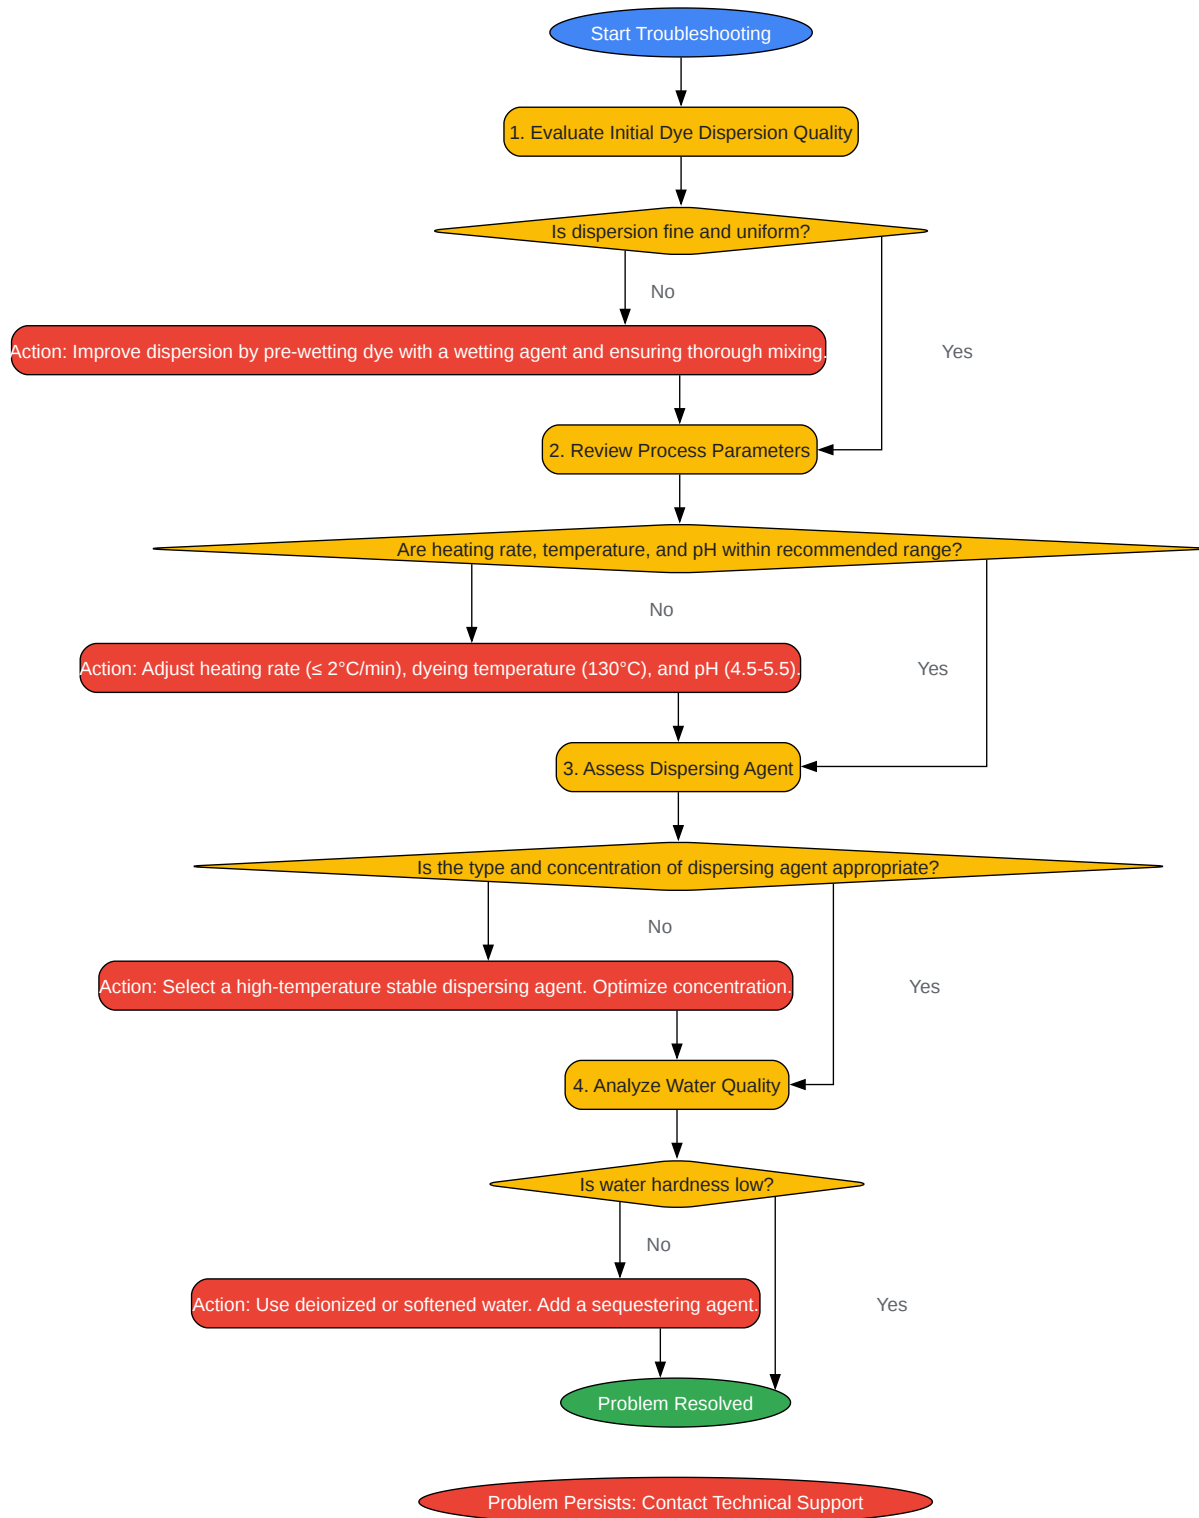 Start Troubleshooting
1. Evaluate Initial Dye Dispersion Quality
Is dispersion fine and uniform?
No
Yes
Action: Improve dispersion by pre-wetting dye with a wetting agent and ensuring thorough mixing.
2. Review Process Parameters
Are heating rate, temperature, and pH within recommended range?
No
Yes
Action: Adjust heating rate (≤ 2°C/min), dyeing temperature (130°C), and pH (4.5-5.5).
3. Assess Dispersing Agent
Is the type and concentration of dispersing agent appropriate?
No
Yes
Action: Select a high-temperature stable dispersing agent. Optimize concentration.
4. Analyze Water Quality
Is water hardness low?
No
Yes
Action: Use deionized or softened water. Add a sequestering agent.
Problem Resolved
Problem Persists: Contact Technical Support